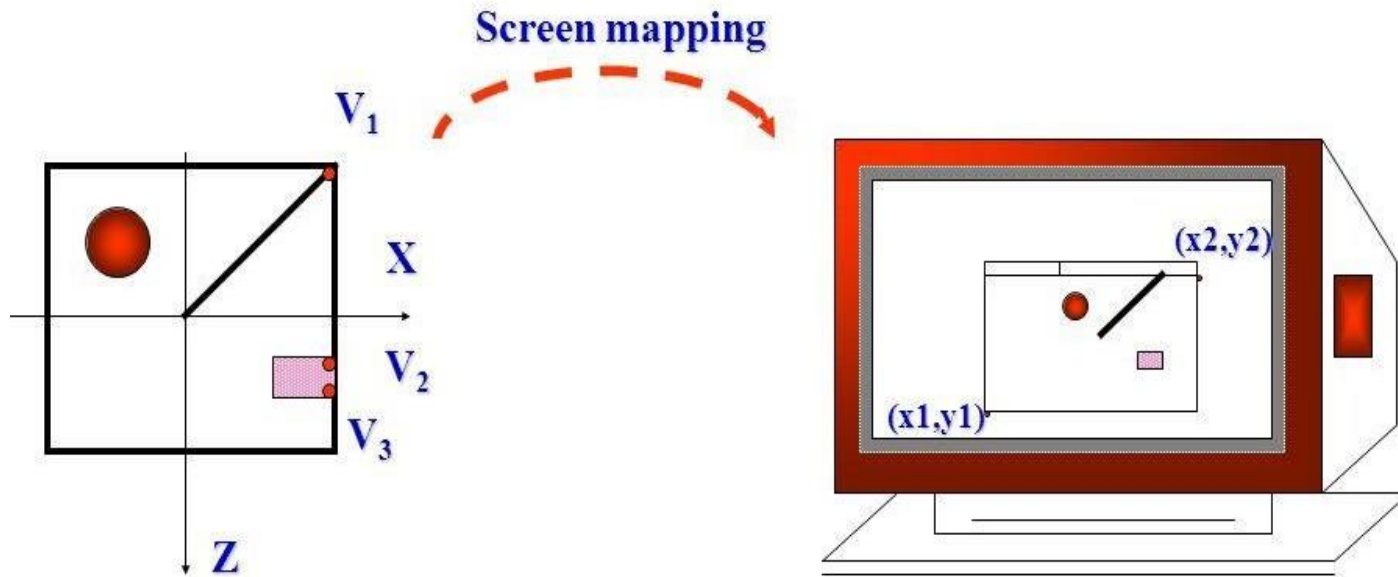 Screen mapping
V₁
X
V₂
V₃
Z
(x2,y2)
(x1,y1)